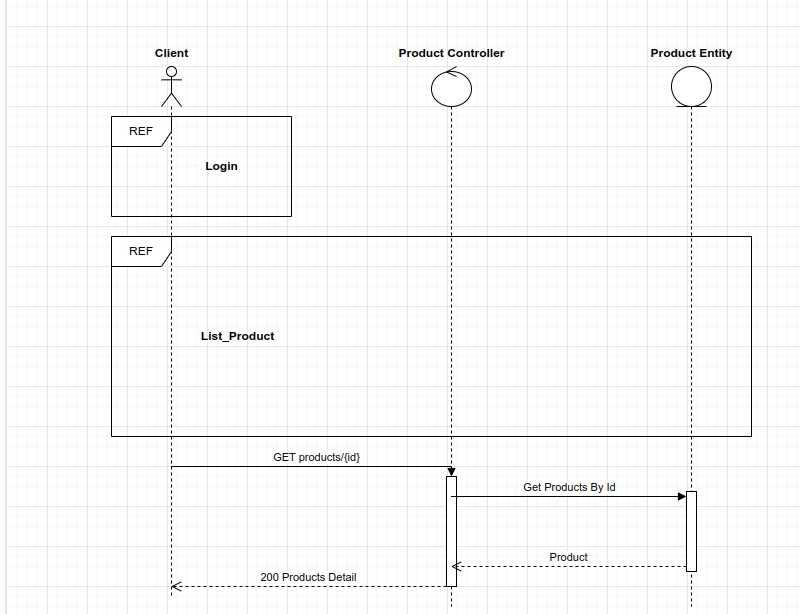 Client
Product Controller
Product Entity
REF
Login
REF
List_Product
GET products/{id}
Get Products By Id
Product
200 Products Detail